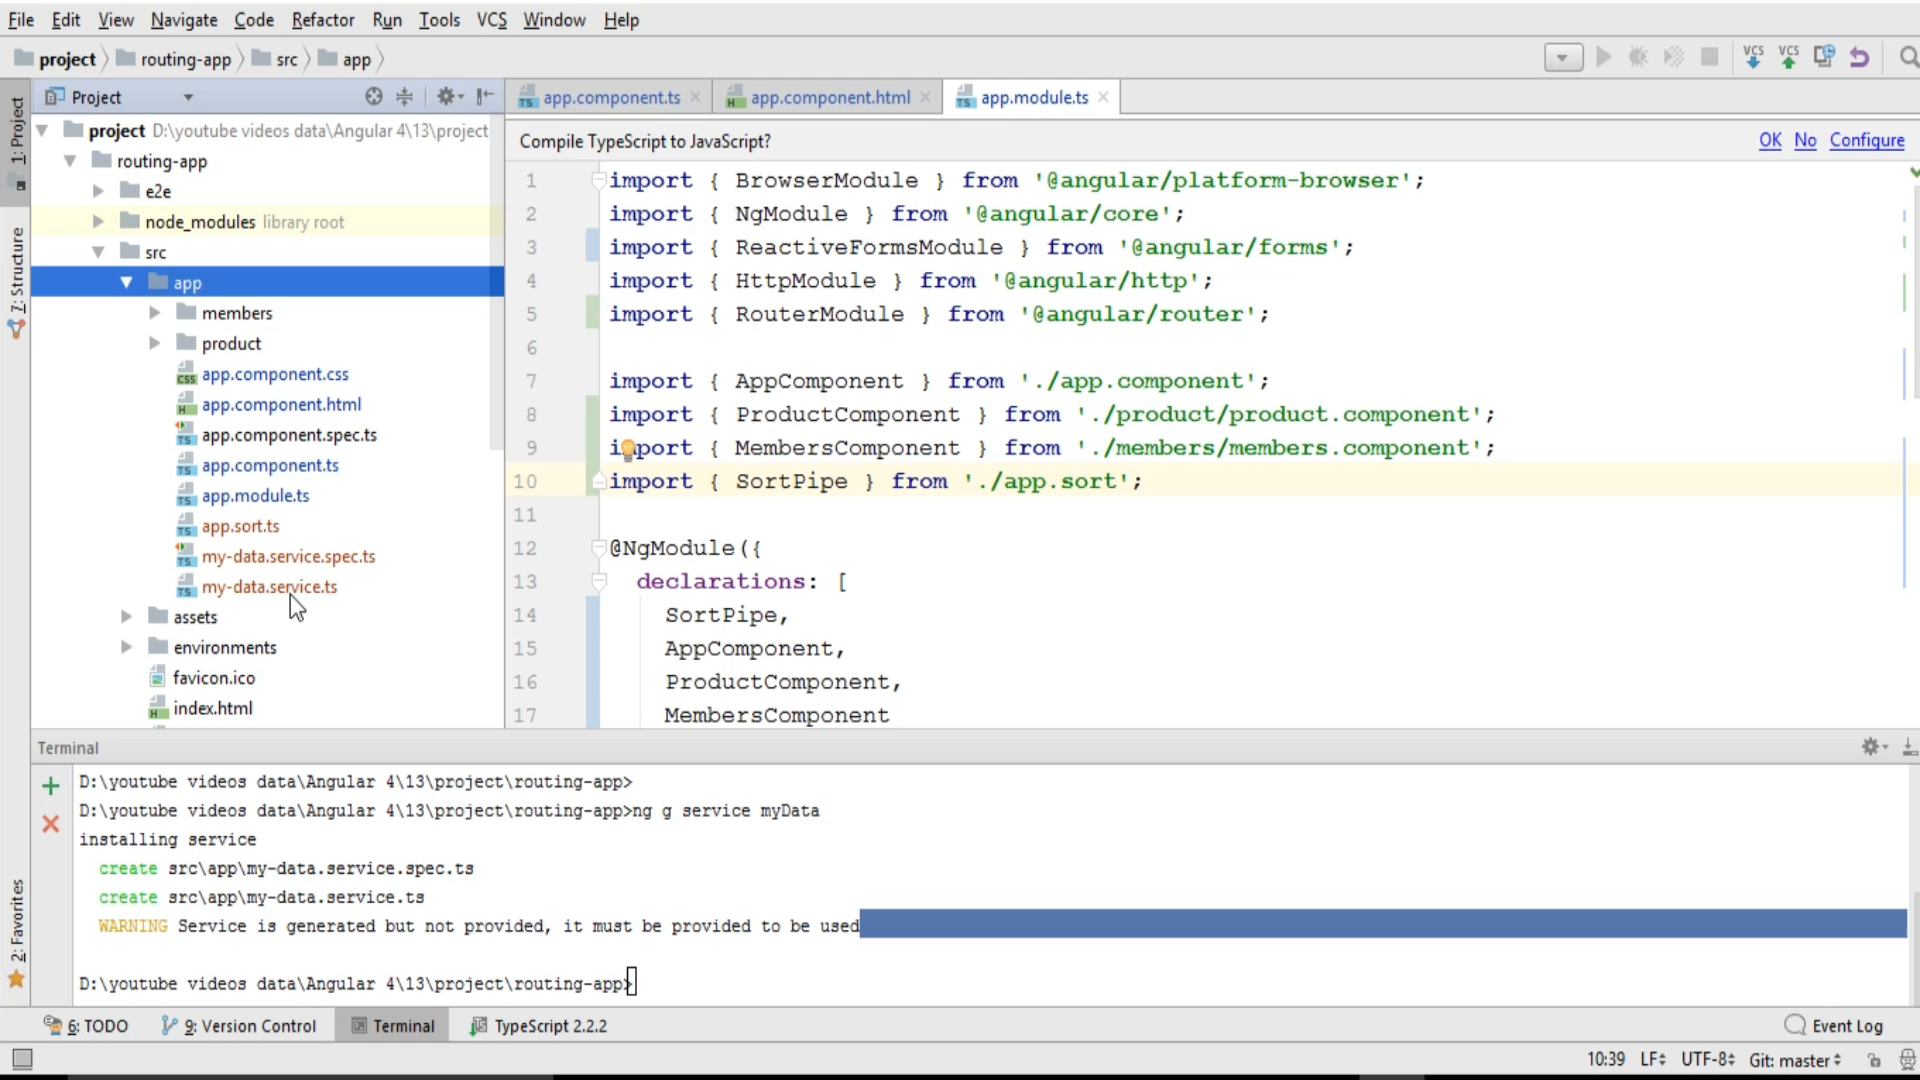 File Edit View Navigate Code Refactor Run Tools VCS Window Help
project routing-app src app
VCS VCS
1: Project
7: Structure
2: Favorites
Project
project D:\youtube videos data\Angular 4\13\project
routing-app
e2e
node_modules library root
src
app
members
product
app.component.css
app.component.html
app.component.spec.ts
app.component.ts
app.module.ts
app.sort.ts
my-data.service.spec.ts
my-data.service.ts
assets
environments
favicon.ico
index.html
app.component.ts app.component.html app.module.ts
Compile TypeScript to JavaScript? OK No Configure
1 import { BrowserModule } from '@angular/platform-browser';
2 import { NgModule } from '@angular/core';
3 import { ReactiveFormsModule } from '@angular/forms';
4 import { HttpModule } from '@angular/http';
5 import { RouterModule } from '@angular/router';
6
7 import { AppComponent } from './app.component';
8 import { ProductComponent } from './product/product.component';
9 import { MembersComponent } from './members/members.component';
10 import { SortPipe } from './app.sort';
11
12 @NgModule({
13 declarations: [
14 SortPipe,
15 AppComponent,
16 ProductComponent,
17 MembersComponent
Terminal
D:\youtube videos data\Angular 4\13\project\routing-app>
D:\youtube videos data\Angular 4\13\project\routing-app>ng g service myData
installing service
create src\app\my-data.service.spec.ts
create src\app\my-data.service.ts
WARNING Service is generated but not provided, it must be provided to be used
D:\youtube videos data\Angular 4\13\project\routing-app>
6: TODO 9: Version Control Terminal TypeScript 2.2.2 Event Log
10:39 LF UTF-8 Git: master